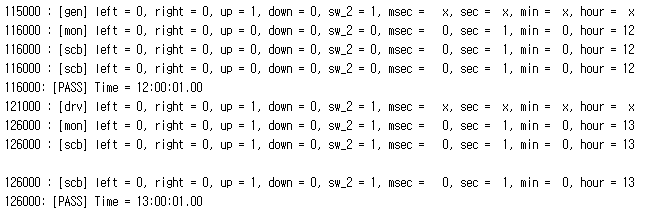 115000 : [gen] left = 0, right = 0, up = 1, down = 0, sw_2 = 1, msec =   x, sec =  x, min =  x, hour =  x
116000 : [mon] left = 0, right = 0, up = 0, down = 0, sw_2 = 0, msec =   0, sec =  1, min =  0, hour = 12
116000 : [scb] left = 0, right = 0, up = 0, down = 0, sw_2 = 0, msec =   0, sec =  1, min =  0, hour = 12
116000 : [scb] left = 0, right = 0, up = 0, down = 0, sw_2 = 0, msec =   0, sec =  1, min =  0, hour = 12
116000: [PASS] Time = 12:00:01.00
121000 : [drv] left = 0, right = 0, up = 1, down = 0, sw_2 = 1, msec =   x, sec =  x, min =  x, hour =  x
126000 : [mon] left = 0, right = 0, up = 1, down = 0, sw_2 = 1, msec =   0, sec =  1, min =  0, hour = 13
126000 : [scb] left = 0, right = 0, up = 1, down = 0, sw_2 = 1, msec =   0, sec =  1, min =  0, hour = 13
126000 : [scb] left = 0, right = 0, up = 1, down = 0, sw_2 = 1, msec =   0, sec =  1, min =  0, hour = 13
126000: [PASS] Time = 13:00:01.00